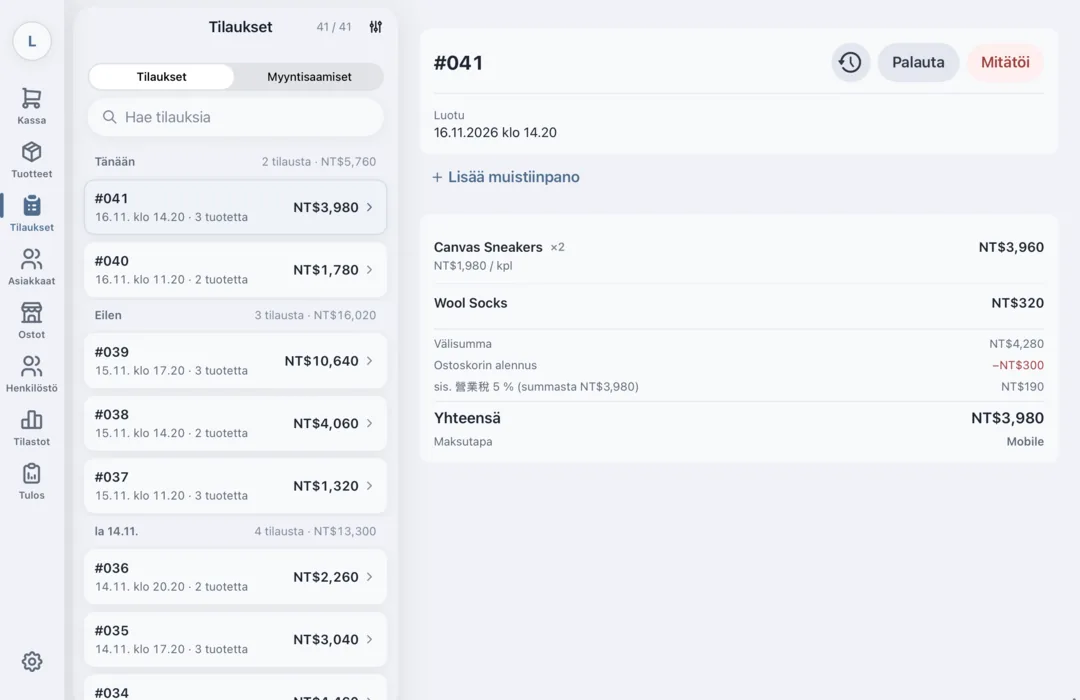 L
Kassa
Tuotteet
Tilaukset
Asiakkaat
Ostot
Henkilöstö
Tilastot
Tulos
Tilaukset
41 / 41
Tilaukset
Myyntisaamiset
Hae tilauksia
Tänään
2 tilausta · NT$5,760
#041
16.11. klo 14.20 · 3 tuotetta
NT$3,980
#040
16.11. klo 11.20 · 2 tuotetta
NT$1,780
Eilen
3 tilausta · NT$16,020
#039
15.11. klo 17.20 · 3 tuotetta
NT$10,640
#038
15.11. klo 14.20 · 2 tuotetta
NT$4,060
#037
15.11. klo 11.20 · 3 tuotetta
NT$1,320
la 14.11.
4 tilausta · NT$13,300
#036
14.11. klo 20.20 · 2 tuotetta
NT$2,260
#035
14.11. klo 17.20 · 3 tuotetta
NT$3,040
#034
#041
Palauta
Mitätöi
Luotu
16.11.2026 klo 14.20
+ Lisää muistiinpano
Canvas Sneakers ×2
NT$3,960
NT$1,980 / kpl
Wool Socks
NT$320
Välisumma
NT$4,280
Ostoskorin alennus
−NT$300
sis. 營業稅 5 % (summasta NT$3,980)
NT$190
Yhteensä
NT$3,980
Maksutapa
Mobile